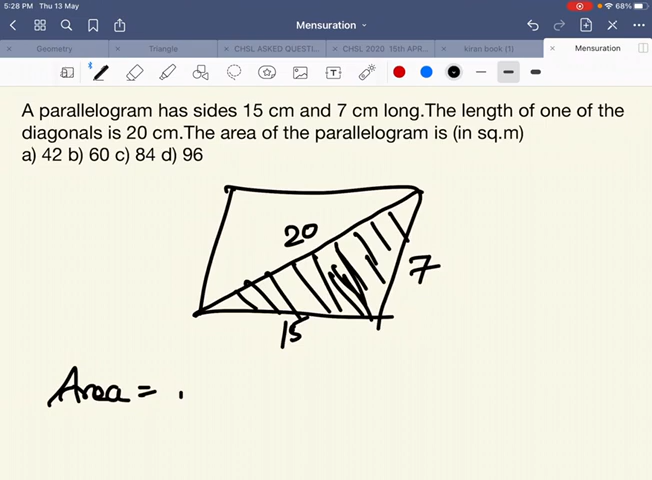 5:28 PM Thu 13 May
68%
Mensuration
Geometry
Triangle
CHSL ASKED QUESTI...
CHSL 2020 15th APR...
kiran book (1)
Mensuration
A parallelogram has sides 15 cm and 7 cm long.The length of one of the
diagonals is 20 cm.The area of the parallelogram is (in sq.m)
a) 42 b) 60 c) 84 d) 96
20
7
15
Area =